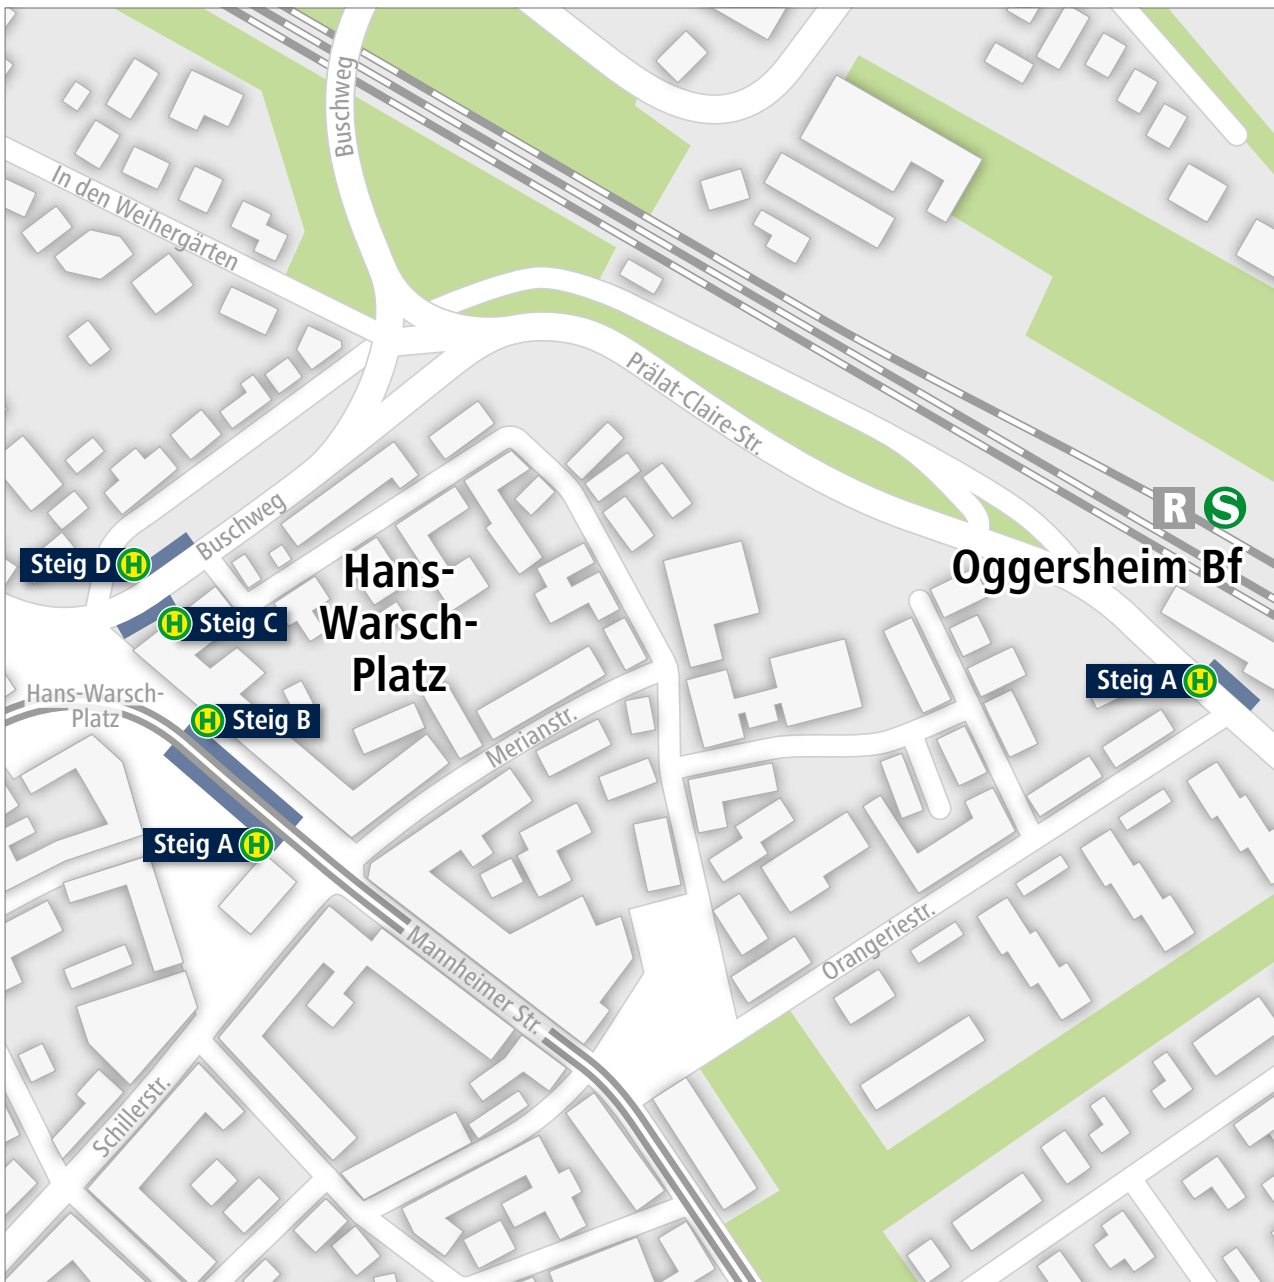 Buschweg
In den Weihergärten
Prälat-Claire-Str.
R S
Oggersheim Bf
Buschweg
Steig D H
H Steig C
Hans-
Warsch-
Platz
Steig A H
Hans-Warsch-
Platz
H Steig B
Merianstr.
Steig A H
Orangeriestr.
Mannheimer Str.
Schillerstr.